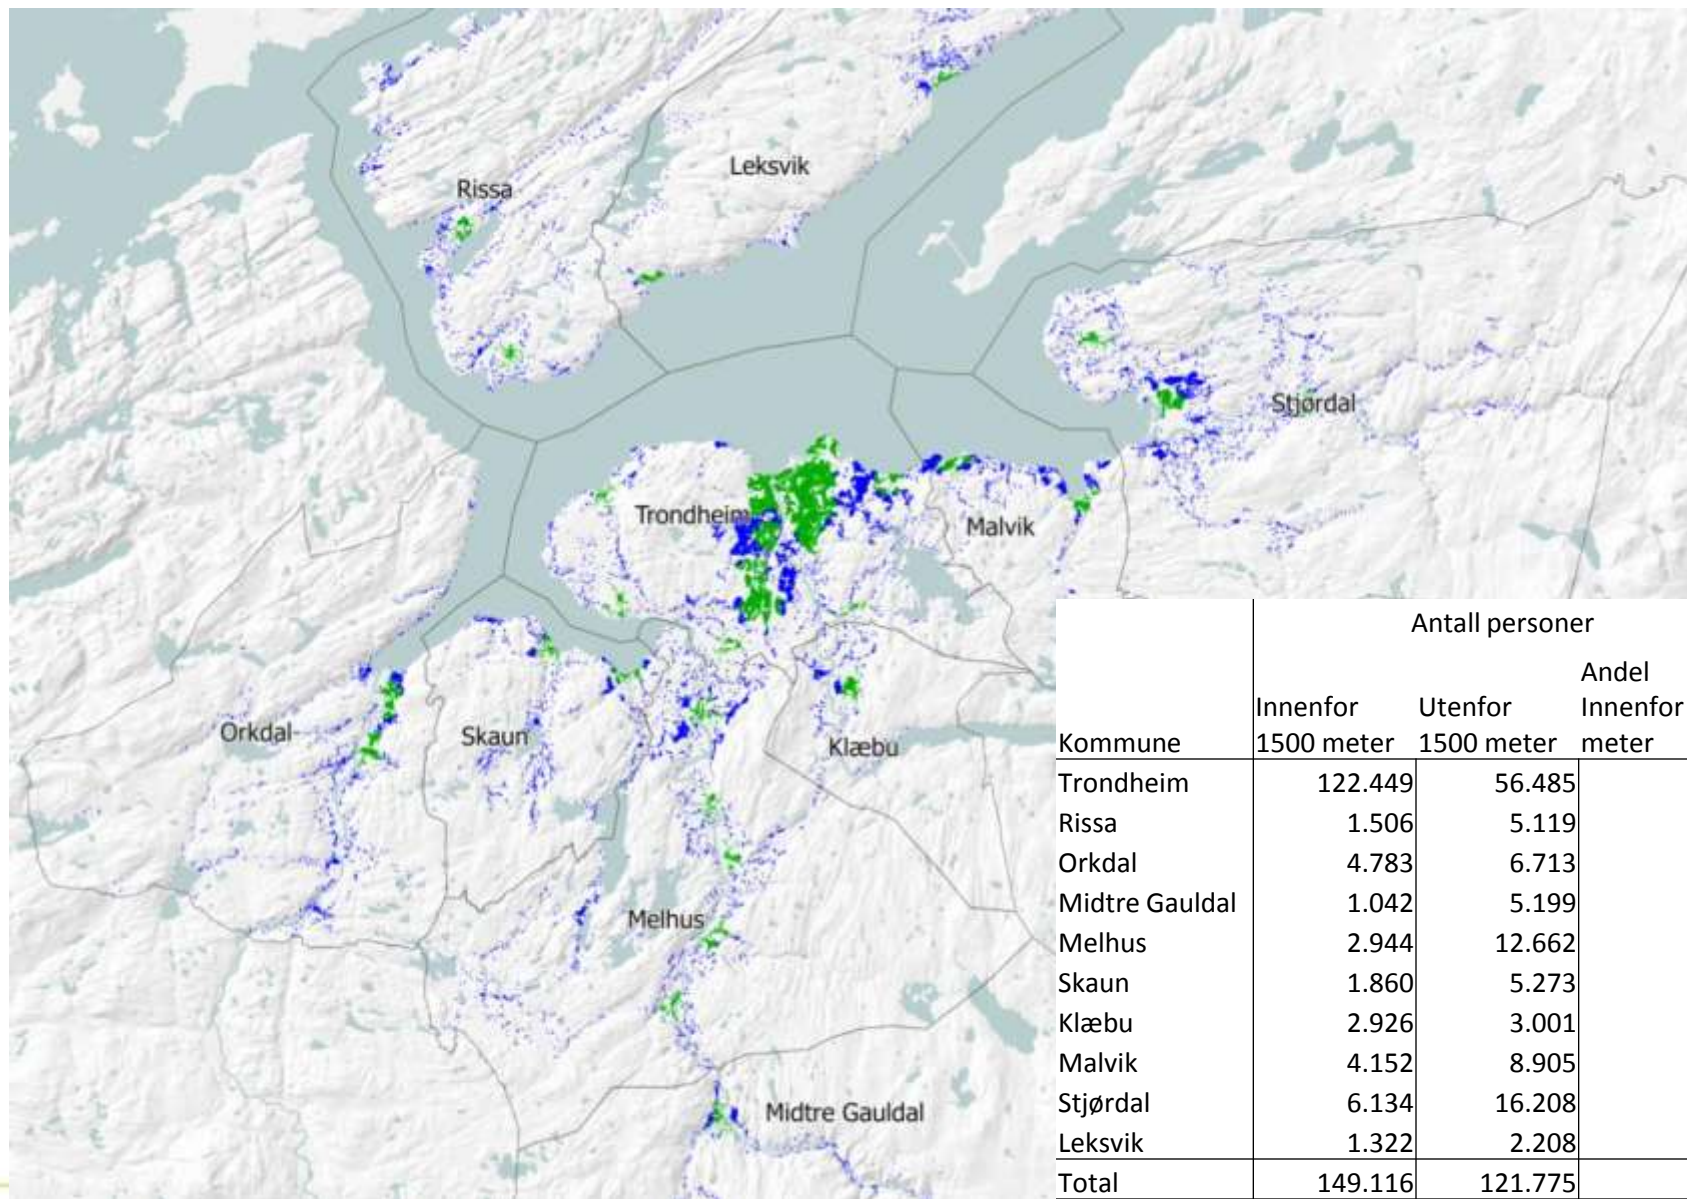 Leksvik
Rissa
Stjørdal
Trondheim
Malvik
Orkdal
Skaun
Klæbu
Melhus
Midtre Gauldal
Antall personer
Kommune Innenfor 1500 meter Utenfor 1500 meter Andel Innenfor meter
Trondheim 122.449 56.485
Rissa 1.506 5.119
Orkdal 4.783 6.713
Midtre Gauldal 1.042 5.199
Melhus 2.944 12.662
Skaun 1.860 5.273
Klæbu 2.926 3.001
Malvik 4.152 8.905
Stjørdal 6.134 16.208
Leksvik 1.322 2.208
Total 149.116 121.775